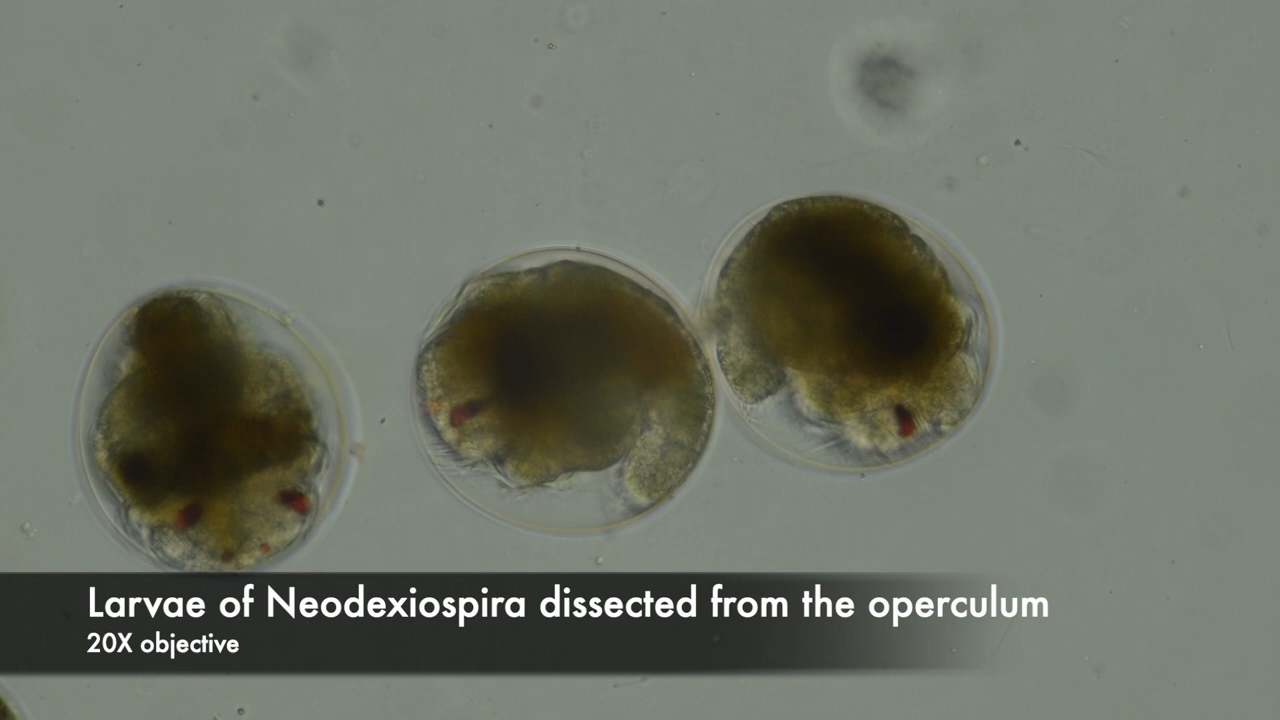 Larvae of Neodexiospira dissected from the operculum
20X objective